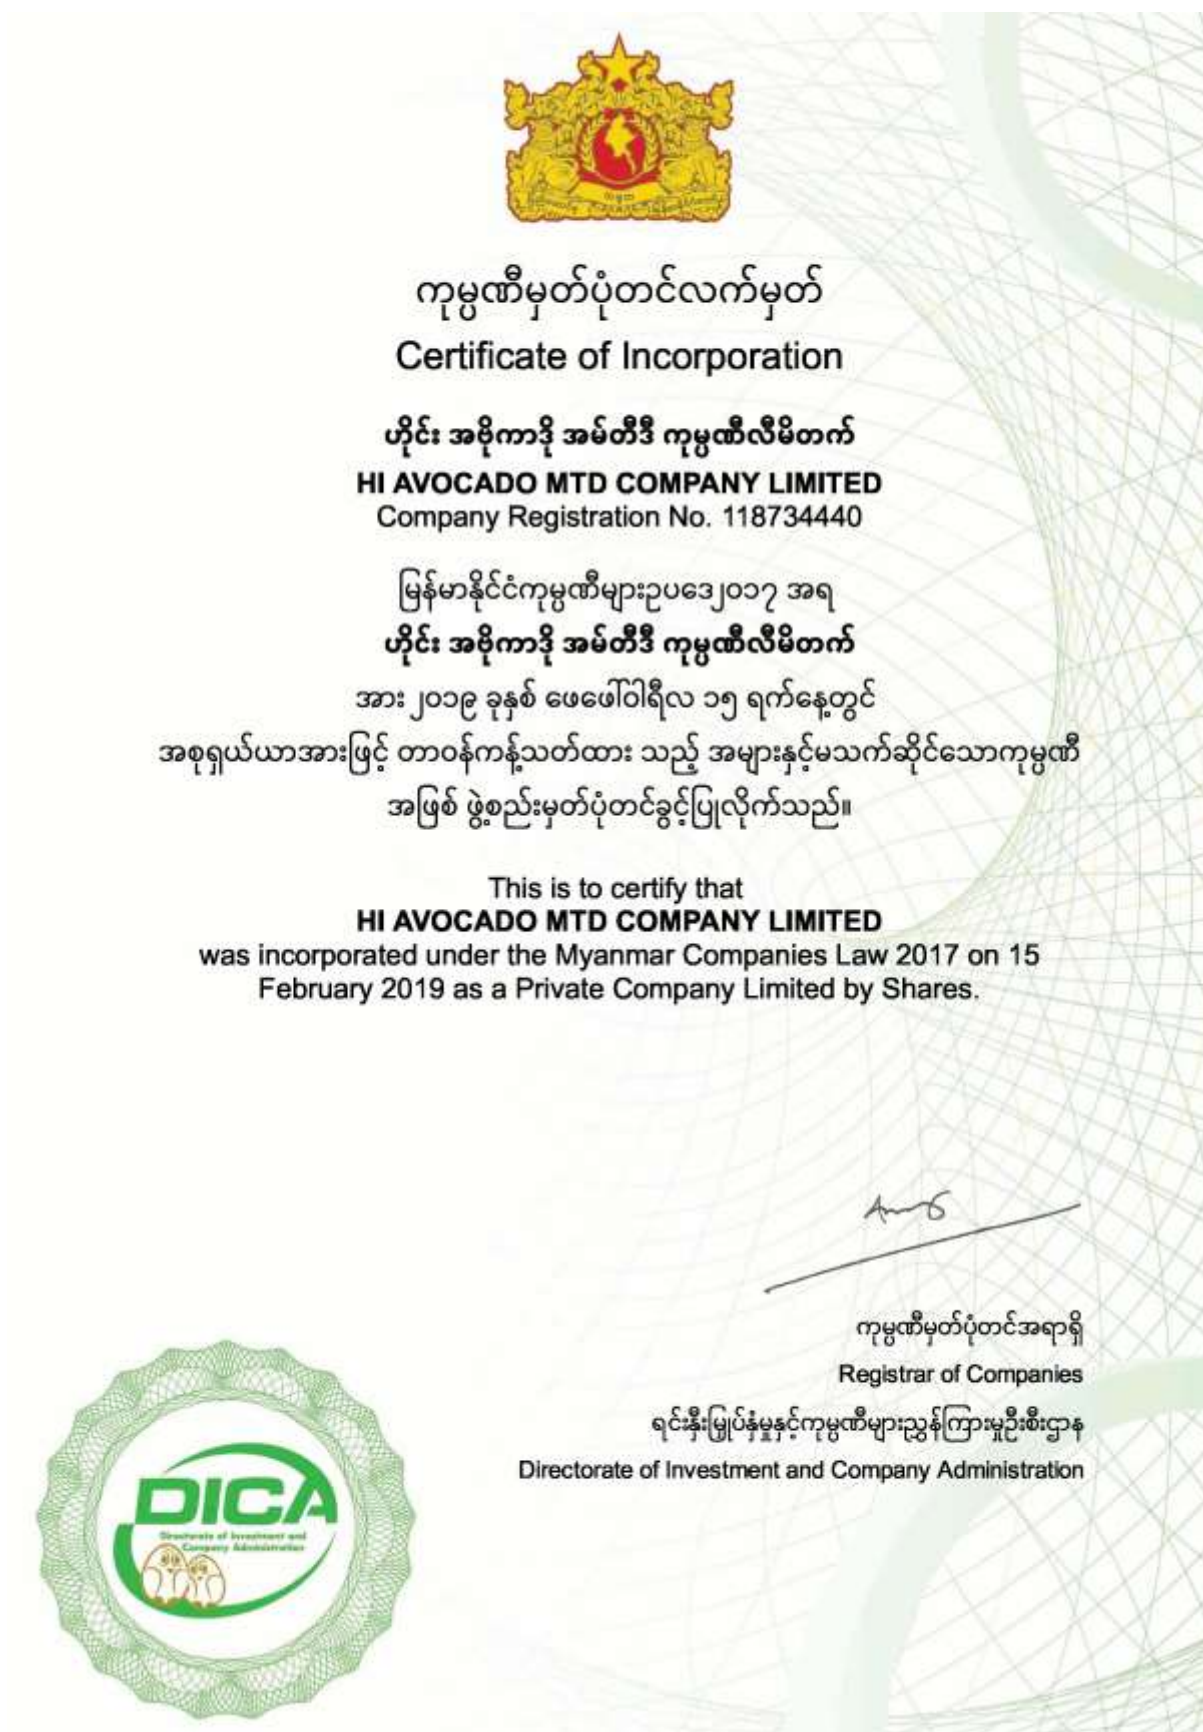 ကုမ္ပဏီမှတ်ပုံတင်လက်မှတ်
Certificate of Incorporation
ဟိုင်း အဗိုကာဒို အမ်တီဒီ ကုမ္ပဏီလီမိတက်
HI AVOCADO MTD COMPANY LIMITED
Company Registration No. 118734440
မြန်မာနိုင်ငံကုမ္ပဏီများဥပဒေ၂၀၁၇ အရ
ဟိုင်း အဗိုကာဒို အမ်တီဒီ ကုမ္ပဏီလီမိတက်
အား ၂၀၁၉ ခုနှစ် ဖေဖေါ်ဝါရီလ ၁၅ ရက်နေ့တွင်
အစုရှယ်ယာအားဖြင့် တာဝန်ကန့်သတ်ထား သည့် အများနှင့်မသက်ဆိုင်သောကုမ္ပဏီ
အဖြစ် ဖွဲ့စည်းမှတ်ပုံတင်ခွင့်ပြုလိုက်သည်။
This is to certify that
HI AVOCADO MTD COMPANY LIMITED
was incorporated under the Myanmar Companies Law 2017 on 15
February 2019 as a Private Company Limited by Shares.
ကုမ္ပဏီမှတ်ပုံတင်အရာရှိ
Registrar of Companies
ရင်းနှီးမြှုပ်နှံမှုနှင့်ကုမ္ပဏီများညွှန်ကြားမှုဦးစီးဌာန
Directorate of Investment and Company Administration
DICA
Directorate of Investment and
Company Administration